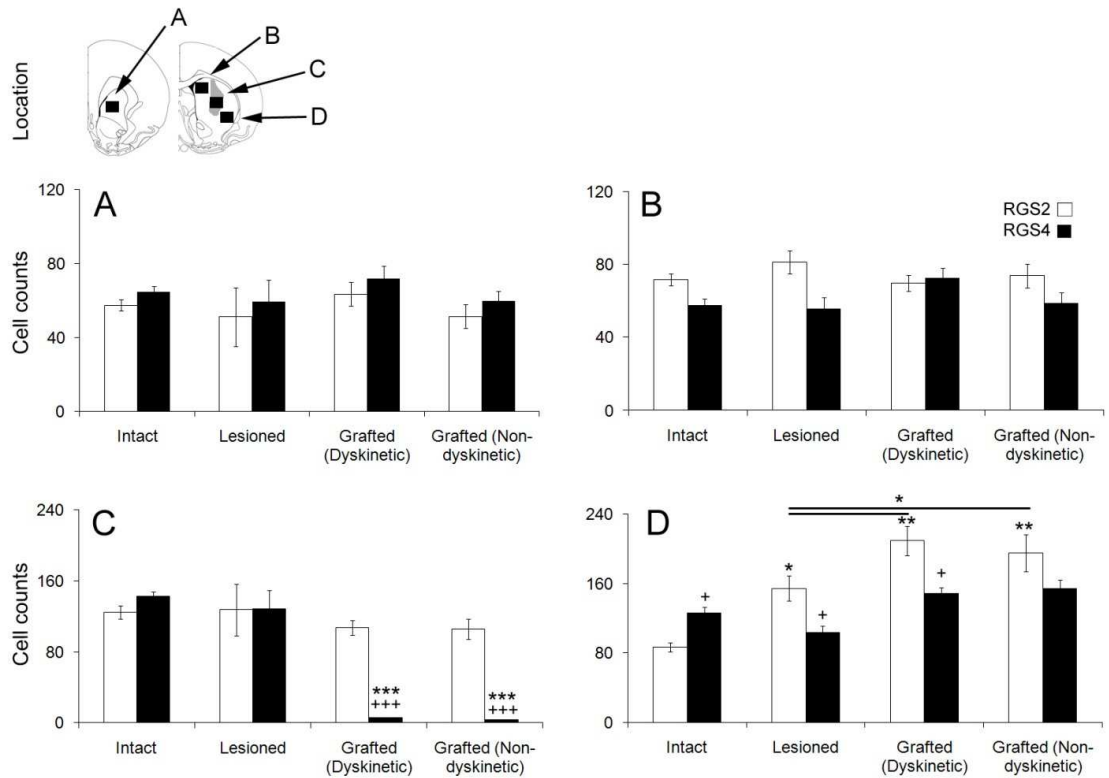 Location
A
B
C
D
A
Cell counts
120
80
40
0
Intact
Lesioned
Grafted
(Dyskinetic)
Grafted (Non-
dyskinetic)
B
RGS2
RGS4
120
80
40
0
Intact
Lesioned
Grafted
(Dyskinetic)
Grafted (Non-
dyskinetic)
C
Cell counts
240
160
80
0
***
+++
***
+++
Intact
Lesioned
Grafted
(Dyskinetic)
Grafted (Non-
dyskinetic)
D
240
160
80
0
*
+
*
+
**
+
**
Intact
Lesioned
Grafted
(Dyskinetic)
Grafted (Non-
dyskinetic)